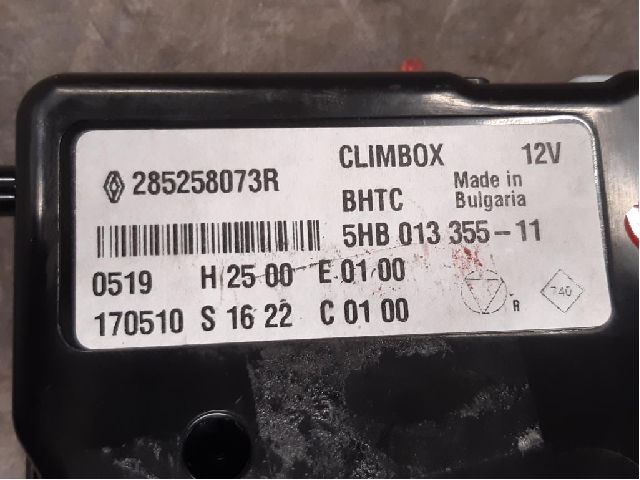 CLIMBOX 12V
285258073R
BHTC Made in Bulgaria
5HB 013 355-11
0519 H 25 00 E 01 00
170510 S 16 22 C 01 00
R
740